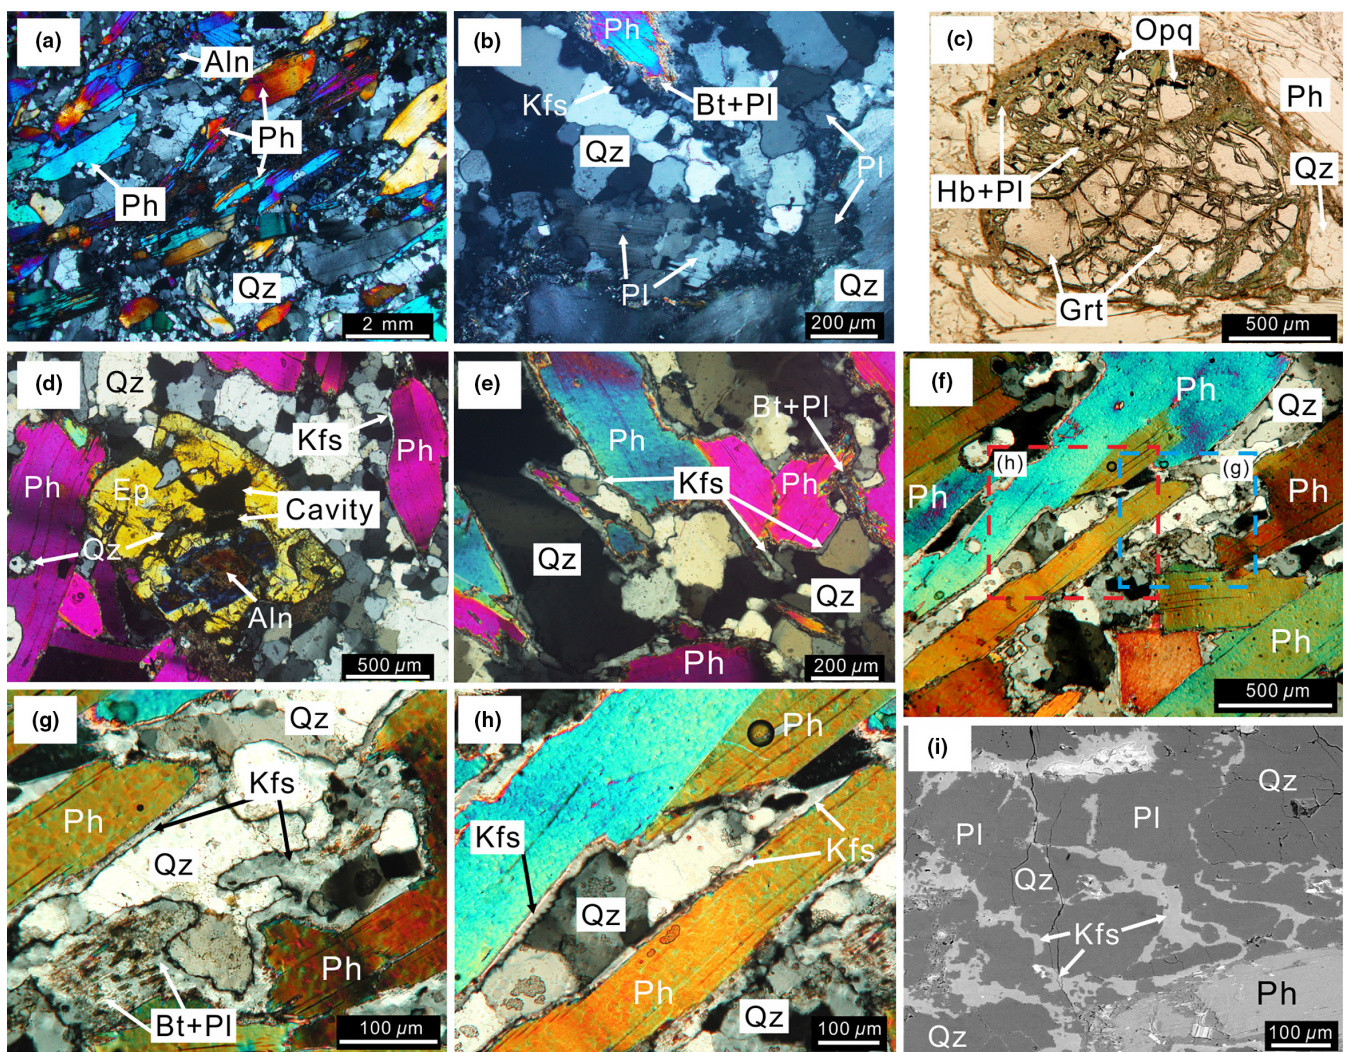 (a)
Aln
Ph
Ph
Qz
2 mm
(b)
Ph
Kfs
Bt+Pl
Qz
Pl
Pl
Qz
200 µm
(c)
Opq
Ph
Qz
Hb+Pl
Grt
500 µm
(d)
Qz
Kfs
Ph
Ph
Ep
Cavity
Qz
Aln
500 µm
(e)
Bt+Pl
Ph
Kfs
Ph
Qz
Qz
Ph
200 µm
(f)
Ph
Qz
(h)
(g)
Ph
Ph
Ph
500 µm
(g)
Qz
Kfs
Ph
Qz
Ph
Bt+Pl
100 µm
(h)
Ph
Kfs
Kfs
Qz
Ph
Qz
100 µm
(i)
Qz
Pl
Pl
Qz
Kfs
Ph
Qz
100 µm